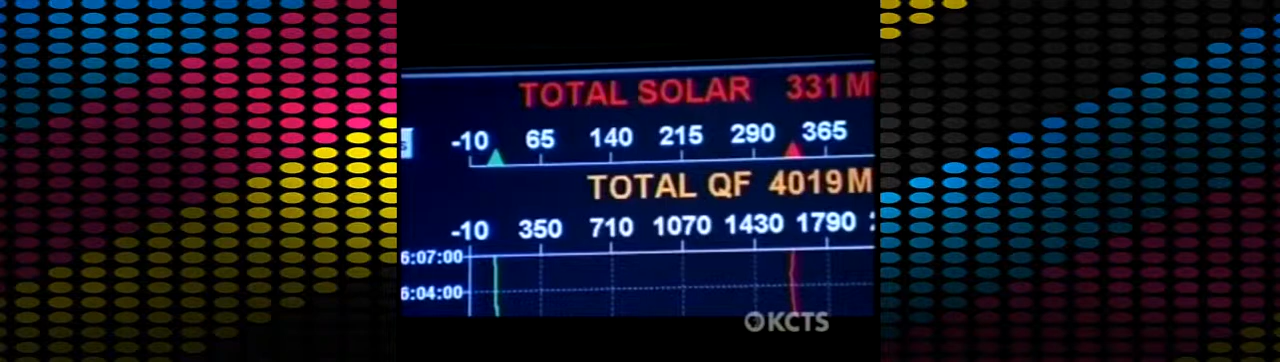 TOTAL SOLAR 331M
-10 65 140 215 290 365
TOTAL QF 4019M
-10 350 710 1070 1430 1790
6:07:00
6:04:00
KCTS